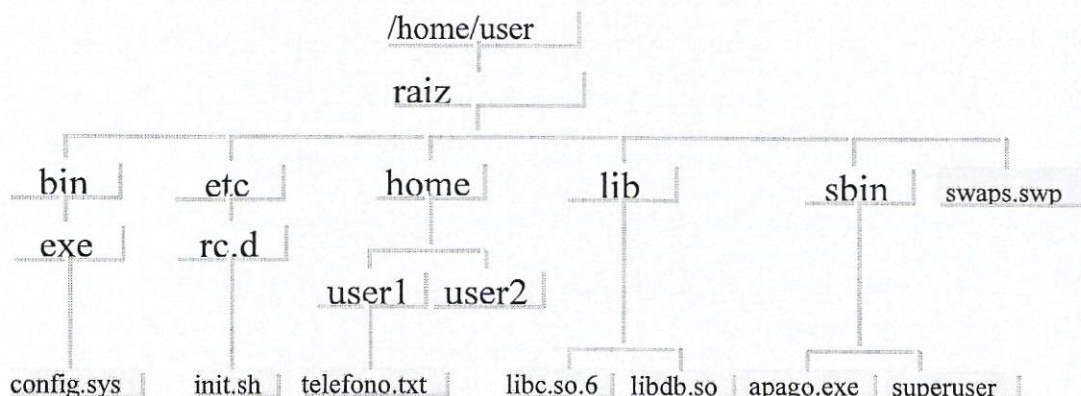 /home/user
raiz
bin etc home lib sbin swaps.swp
exe rc.d
user1 user2
config.sys init.sh telefono.txt libc.so.6 libdb.so apago.exe superuser